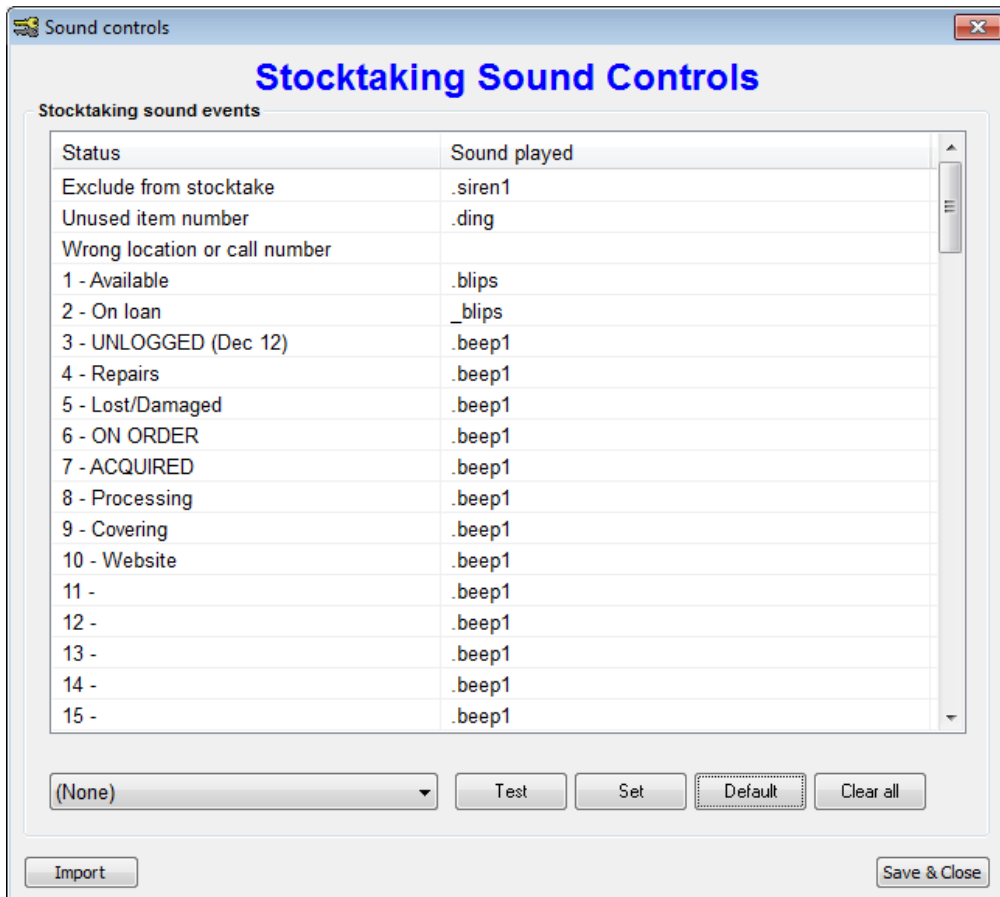 Sound controls
Stocktaking Sound Controls
Stocktaking sound events
Status Sound played
Exclude from stocktake .siren1
Unused item number .ding
Wrong location or call number
1 - Available .blips
2 - On loan _blips
3 - UNLOGGED (Dec 12) .beep1
4 - Repairs .beep1
5 - Lost/Damaged .beep1
6 - ON ORDER .beep1
7 - ACQUIRED .beep1
8 - Processing .beep1
9 - Covering .beep1
10 - Website .beep1
11 - .beep1
12 - .beep1
13 - .beep1
14 - .beep1
15 - .beep1
(None) Test Set Default Clear all
Import Save & Close